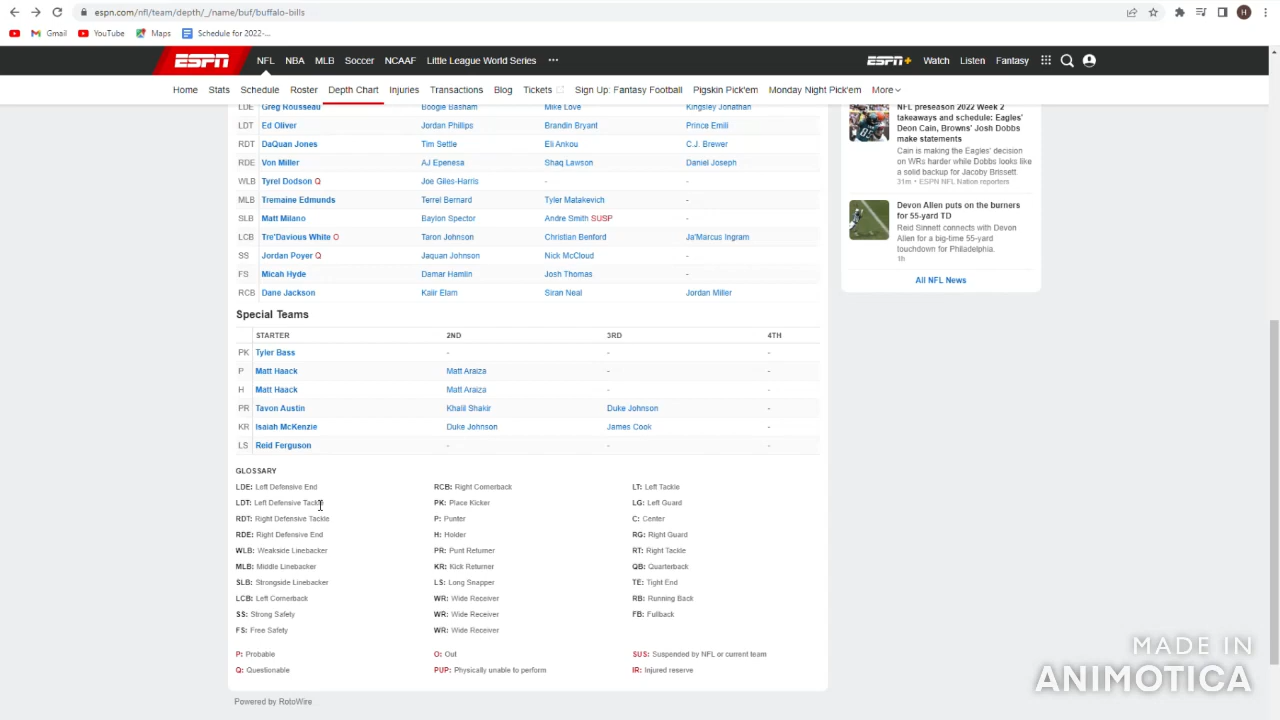 espn.com/nfl/team/depth/_/name/buf/buffalo-bills
H
Gmail
YouTube
Maps
Schedule for 2022-...
ESPN
NFL NBA MLB Soccer NCAAF Little League World Series ...
ESPN+ Watch Listen Fantasy
Home Stats Schedule Roster Depth Chart Injuries Transactions Blog Tickets Sign Up: Fantasy Football Pigskin Pick'em Monday Night Pick'em More
LDE Greg Rousseau Boogie Basham Mike Love Kingsley Jonathan
LDT Ed Oliver Jordan Phillips Brandin Bryant Prince Emili
RDT DaQuan Jones Tim Settle Eli Ankou C.J. Brewer
RDE Von Miller AJ Epenesa Shaq Lawson Daniel Joseph
WLB Tyrel Dodson Q Joe Giles-Harris - -
MLB Tremaine Edmunds Terrel Bernard Tyler Matakevich -
SLB Matt Milano Baylon Spector Andre Smith SUSP -
LCB Tre'Davious White O Taron Johnson Christian Benford Ja'Marcus Ingram
SS Jordan Poyer Q Jaquan Johnson Nick McCloud -
FS Micah Hyde Damar Hamlin Josh Thomas -
RCB Dane Jackson Kaiir Elam Siran Neal Jordan Miller
Special Teams
STARTER 2ND 3RD 4TH
PK Tyler Bass - - -
P Matt Haack Matt Araiza - -
H Matt Haack Matt Araiza - -
PR Tavon Austin Khalil Shakir Duke Johnson -
KR Isaiah McKenzie Duke Johnson James Cook -
LS Reid Ferguson - - -
GLOSSARY
LDE: Left Defensive End
LDT: Left Defensive Tackle
RDT: Right Defensive Tackle
RDE: Right Defensive End
WLB: Weakside Linebacker
MLB: Middle Linebacker
SLB: Strongside Linebacker
LCB: Left Cornerback
SS: Strong Safety
FS: Free Safety
RCB: Right Cornerback
PK: Place Kicker
P: Punter
H: Holder
PR: Punt Returner
KR: Kick Returner
LS: Long Snapper
WR: Wide Receiver
WR: Wide Receiver
WR: Wide Receiver
LT: Left Tackle
LG: Left Guard
C: Center
RG: Right Guard
RT: Right Tackle
QB: Quarterback
TE: Tight End
RB: Running Back
FB: Fullback
P: Probable O: Out SUS: Suspended by NFL or current team
Q: Questionable PUP: Physically unable to perform IR: Injured reserve
Powered by RotoWire
NFL preseason 2022 Week 2
takeaways and schedule: Eagles'
Deon Cain, Browns' Josh Dobbs
make statements
Cain is making the Eagles' decision
on WRs harder while Dobbs looks like
a solid backup for Jacoby Brissett.
31m • ESPN NFL Nation reporters
Devon Allen puts on the burners
for 55-yard TD
Reid Sinnett connects with Devon
Allen for a big-time 55-yard
touchdown for Philadelphia.
1h
All NFL News
MADE IN
ANIMOTICA